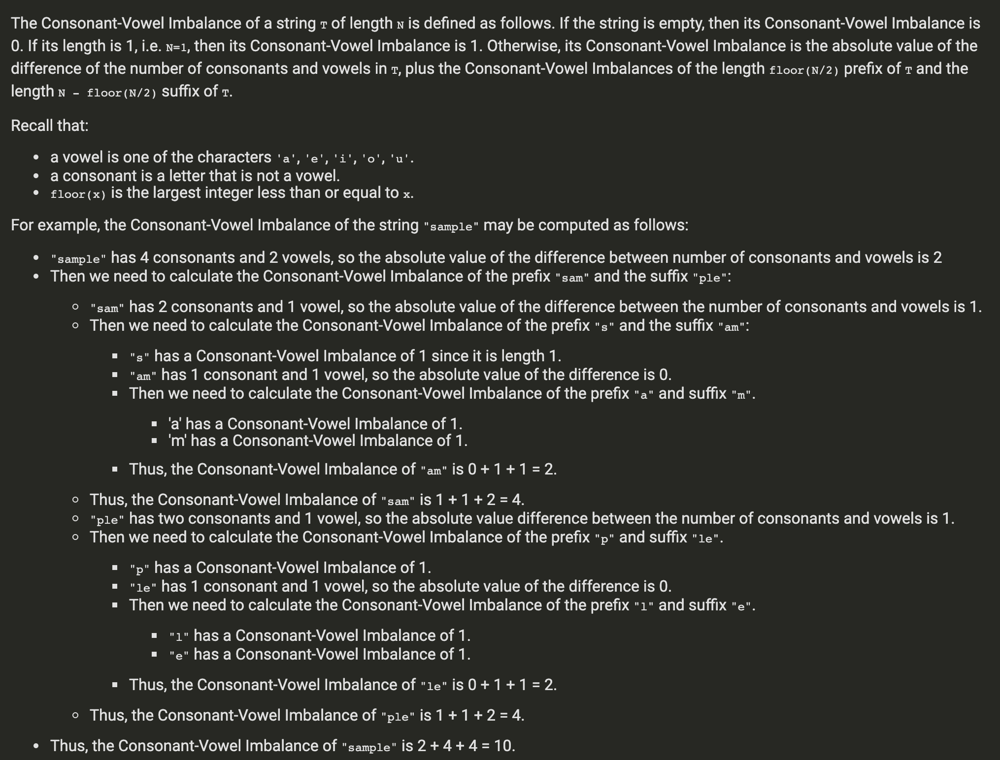 The Consonant-Vowel Imbalance of a string T of length N is defined as follows. If the string is empty, then its Consonant-Vowel Imbalance is
0. If its length is 1, i.e. N=1, then its Consonant-Vowel Imbalance is 1. Otherwise, its Consonant-Vowel Imbalance is the absolute value of the
difference of the number of consonants and vowels in T, plus the Consonant-Vowel Imbalances of the length floor(N/2) prefix of T and the
length N - floor(N/2) suffix of T.
Recall that:
• a vowel is one of the characters 'a', 'e', 'i', 'o', 'u'.
• a consonant is a letter that is not a vowel.
• floor(x) is the largest integer less than or equal to x.
For example, the Consonant-Vowel Imbalance of the string "sample" may be computed as follows:
• "sample" has 4 consonants and 2 vowels, so the absolute value of the difference between number of consonants and vowels is 2
• Then we need to calculate the Consonant-Vowel Imbalance of the prefix "sam" and the suffix "ple":
◦ "sam" has 2 consonants and 1 vowel, so the absolute value of the difference between the number of consonants and vowels is 1.
◦ Then we need to calculate the Consonant-Vowel Imbalance of the prefix "s" and the suffix "am":
▪ "s" has a Consonant-Vowel Imbalance of 1 since it is length 1.
▪ "am" has 1 consonant and 1 vowel, so the absolute value of the difference is 0.
▪ Then we need to calculate the Consonant-Vowel Imbalance of the prefix "a" and suffix "m".
▪ 'a' has a Consonant-Vowel Imbalance of 1.
▪ 'm' has a Consonant-Vowel Imbalance of 1.
▪ Thus, the Consonant-Vowel Imbalance of "am" is 0 + 1 + 1 = 2.
◦ Thus, the Consonant-Vowel Imbalance of "sam" is 1 + 1 + 2 = 4.
◦ "ple" has two consonants and 1 vowel, so the absolute value difference between the number of consonants and vowels is 1.
◦ Then we need to calculate the Consonant-Vowel Imbalance of the prefix "p" and suffix "le".
▪ "p" has a Consonant-Vowel Imbalance of 1.
▪ "le" has 1 consonant and 1 vowel, so the absolute value of the difference is 0.
▪ Then we need to calculate the Consonant-Vowel Imbalance of the prefix "l" and suffix "e".
▪ "l" has a Consonant-Vowel Imbalance of 1.
▪ "e" has a Consonant-Vowel Imbalance of 1.
▪ Thus, the Consonant-Vowel Imbalance of "le" is 0 + 1 + 1 = 2.
◦ Thus, the Consonant-Vowel Imbalance of "ple" is 1 + 1 + 2 = 4.
• Thus, the Consonant-Vowel Imbalance of "sample" is 2 + 4 + 4 = 10.